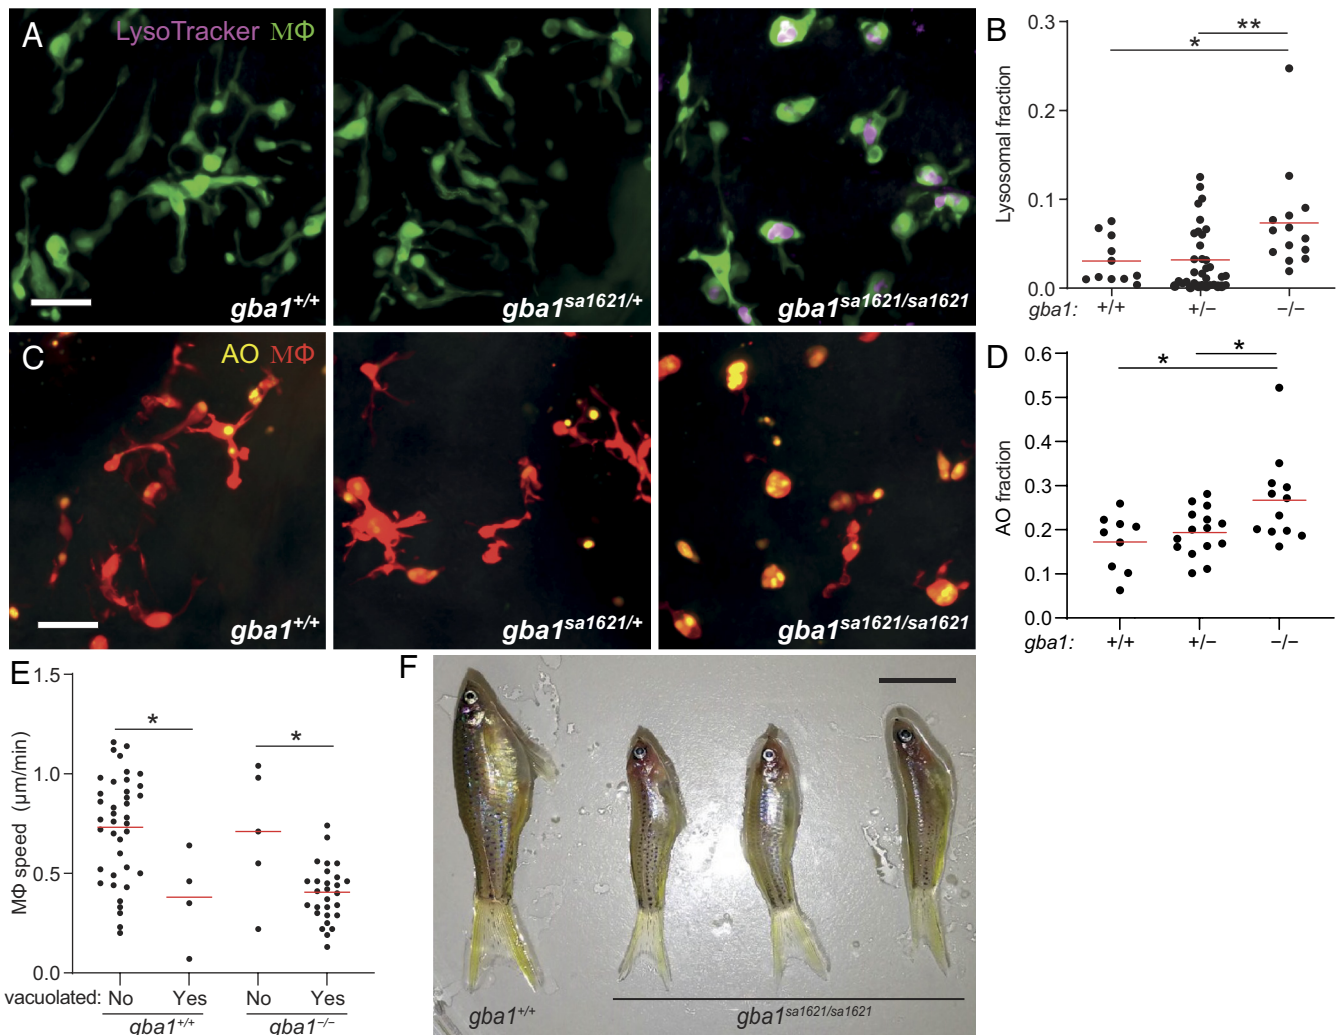 A LysoTracker MΦ
gba1+/+
gba1sa1621/+
gba1sa1621/sa1621
B
**
*
0.3
0.2
0.1
0.0
Lysosomal fraction
gba1: +/+ +/− −/−
C AO MΦ
gba1+/+
gba1sa1621/+
gba1sa1621/sa1621
D
*
*
0.6
0.5
0.4
0.3
0.2
0.1
0.0
AO fraction
gba1: +/+ +/− −/−
E
1.5
1.0
0.5
0.0
*
*
MΦ speed (μm/min)
vacuolated: No Yes No Yes
gba1+/+ gba1−/−
F
gba1+/+
gba1sa1621/sa1621